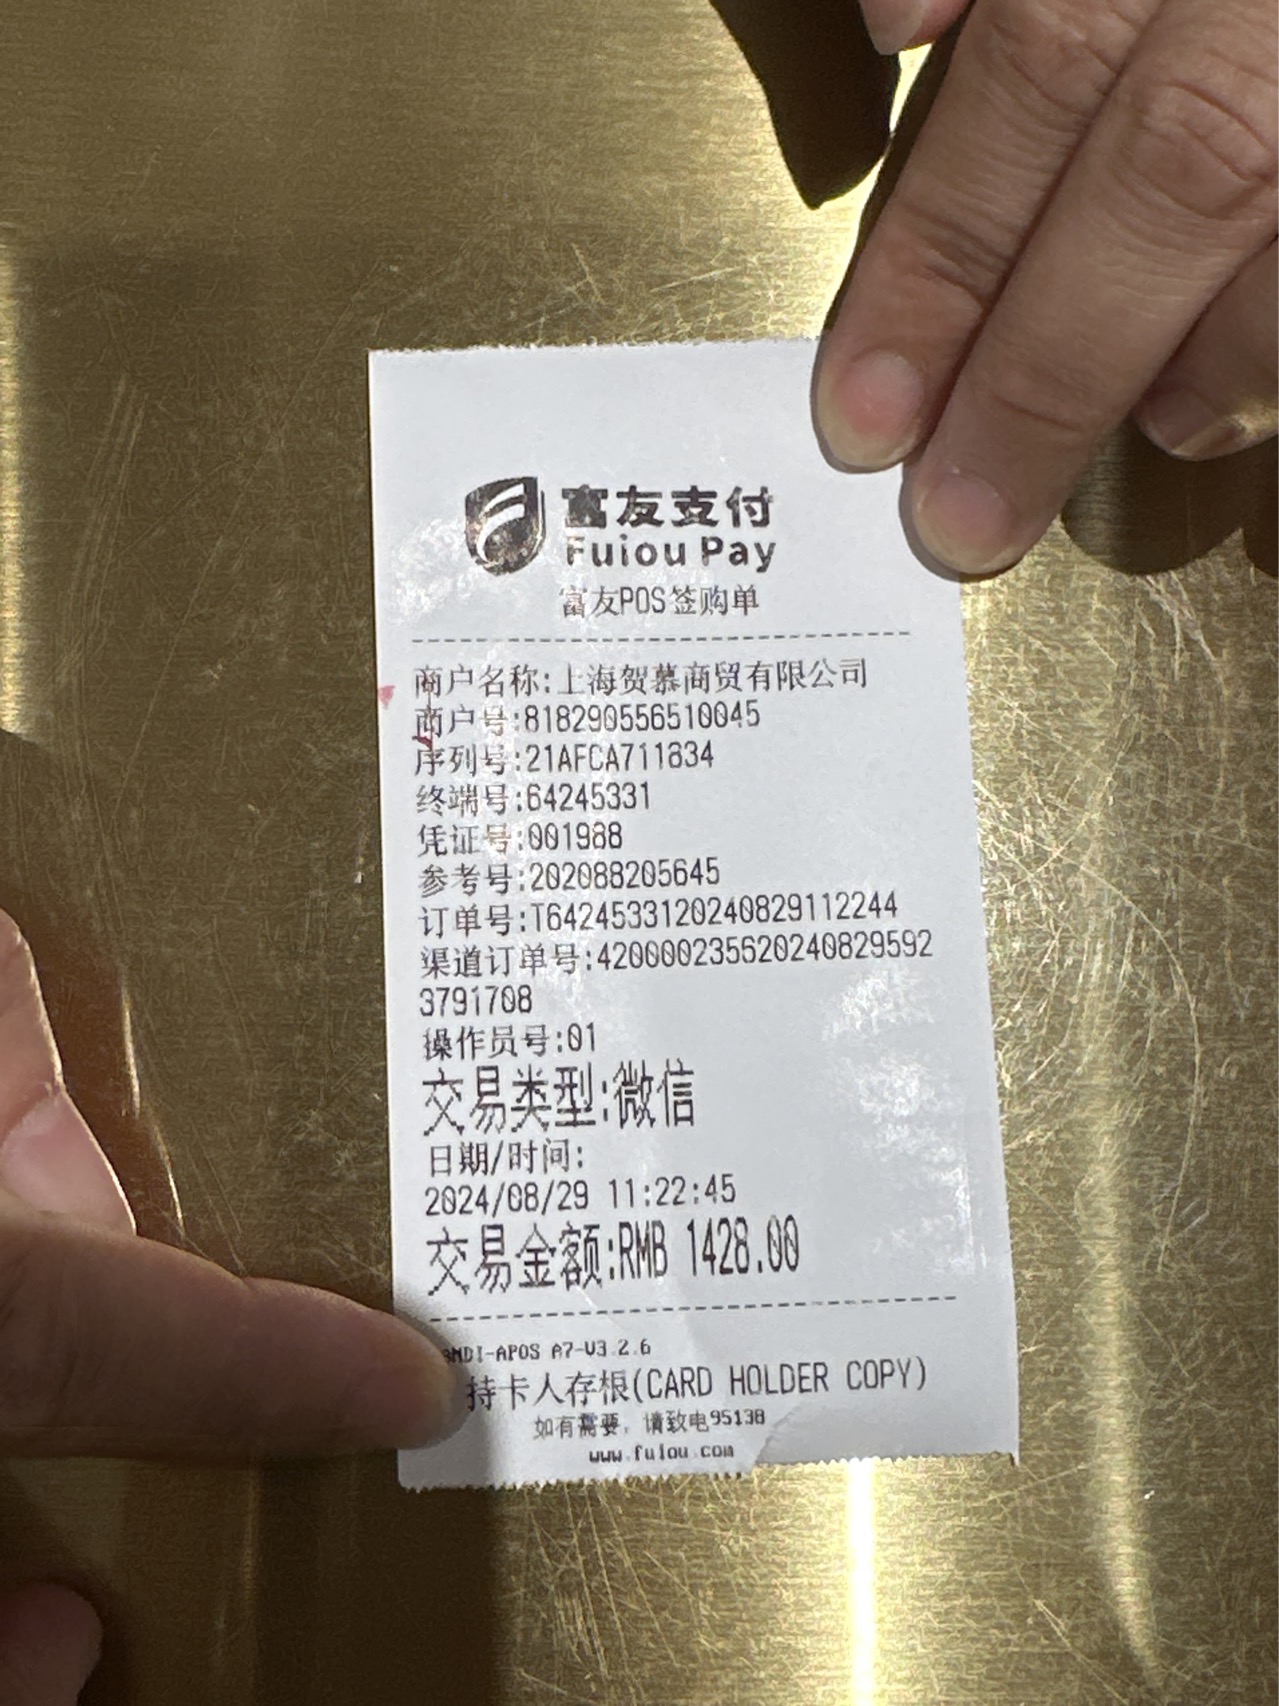 富友支付
Fuiou Pay
富友POS签购单
商户名称:上海贺慕商贸有限公司
商户号:818290556510045
序列号:21AFCA711834
终端号:64245331
凭证号:001988
参考号:202088205645
订单号:T6424533120240829112244
渠道订单号:420000235620240829592
3791708
操作员号:01
交易类型:微信
日期/时间:
2024/08/29 11:22:45
交易金额:RMB 1428.00
A7-V3.2.6
持卡人存根(CARD HOLDER COPY)
如有需要,请致电95138
www.fuiou.com